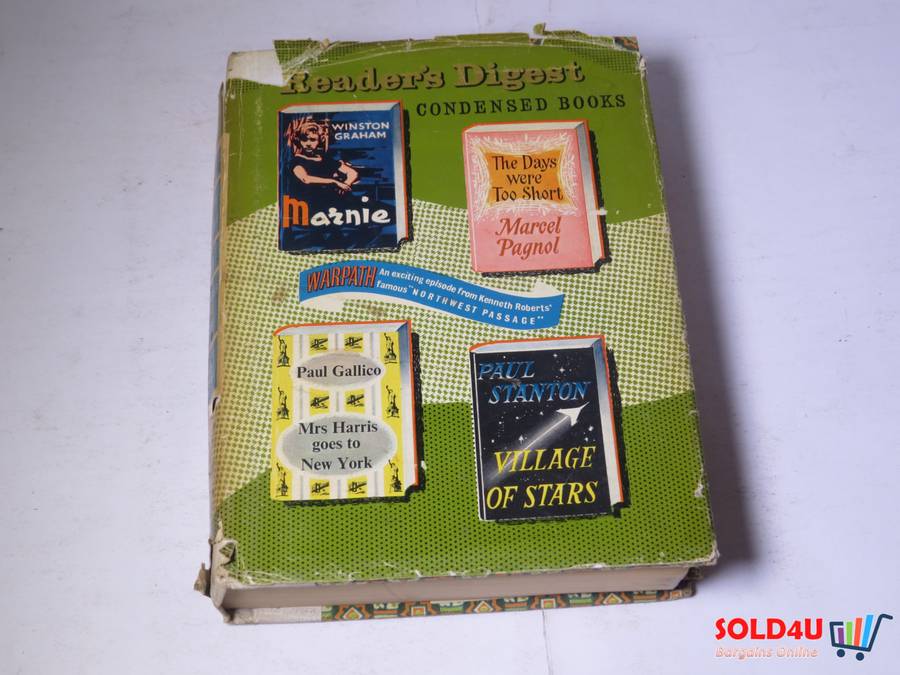 Reader's Digest
CONDENSED BOOKS
WINSTON
GRAHAM
Marnie
The Days
were
Too Short
Marcel
Pagnol
WARPATH An exciting episode from Kenneth Roberts'
famous "NORTHWEST PASSAGE"
Paul Gallico
Mrs Harris
goes to
New York
PAUL
STANTON
VILLAGE
OF STARS
SOLD4U
Bargains Online